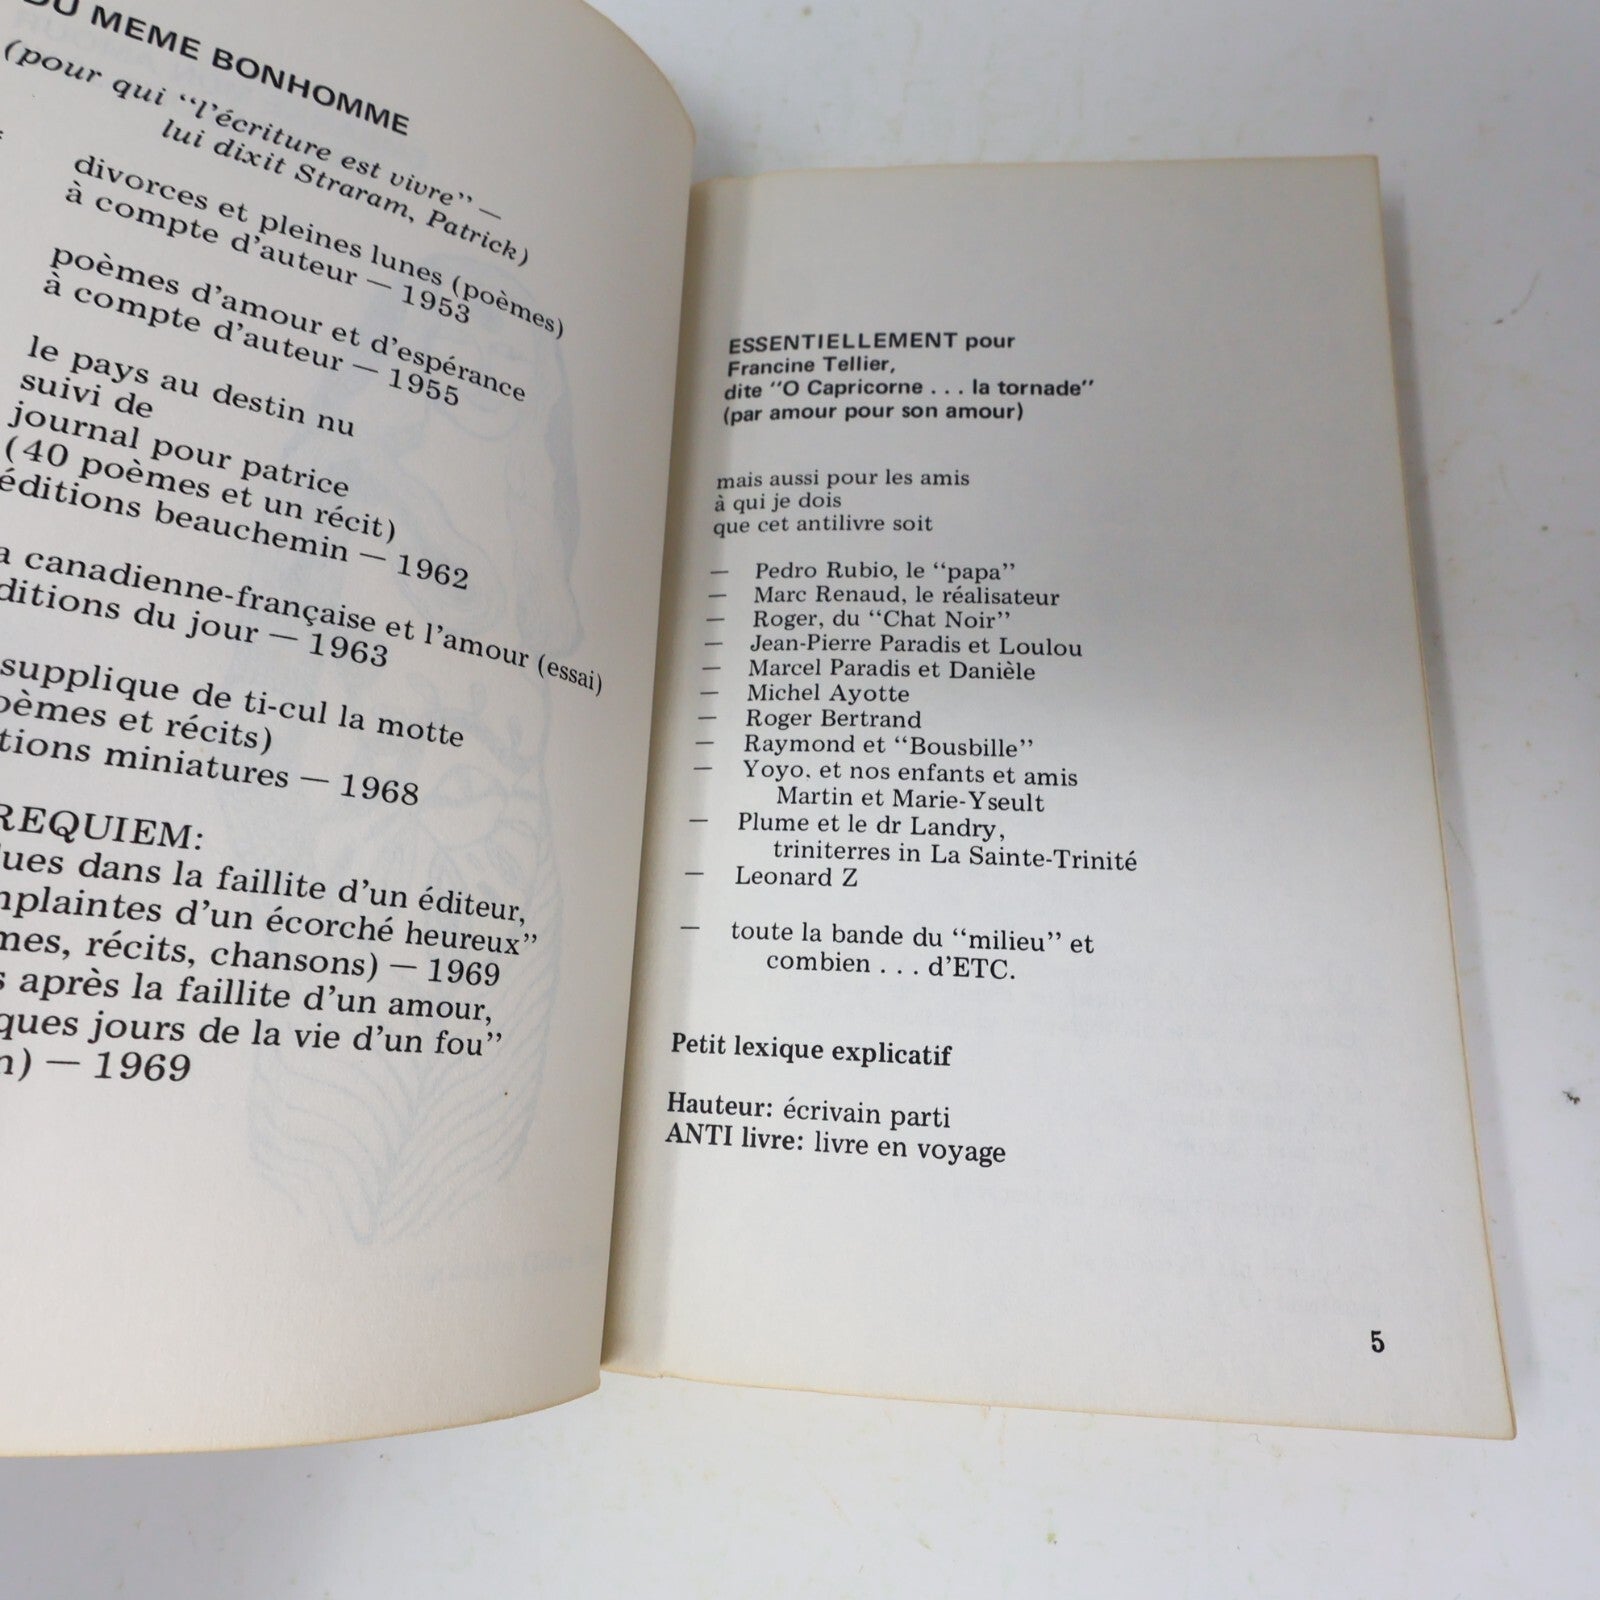 DU MEME BONHOMME
(pour qui "l'écriture est vivre" —
lui dixit Straram, Patrick)
divorces et pleines lunes (poèmes)
à compte d'auteur — 1953
poèmes d'amour et d'espérance
à compte d'auteur — 1955
le pays au destin nu
suivi de
journal pour patrice
(40 poèmes et un récit)
éditions beauchemin — 1962
canadienne-française et l'amour (essai)
ditions du jour — 1963
supplique de ti-cul la motte
oèmes et récits)
tions miniatures — 1968
REQUIEM:
dans la faillite d'un éditeur,
mplaintes d'un écorché heureux"
mes, récits, chansons) — 1969
s après la faillite d'un amour,
ques jours de la vie d'un fou"
) — 1969
ESSENTIELLEMENT pour
Francine Tellier,
dite "O Capricorne . . . la tornade"
(par amour pour son amour)
mais aussi pour les amis
à qui je dois
que cet antilivre soit
— Pedro Rubio, le "papa"
— Marc Renaud, le réalisateur
— Roger, du "Chat Noir"
— Jean-Pierre Paradis et Loulou
— Marcel Paradis et Danièle
— Michel Ayotte
— Roger Bertrand
— Raymond et "Bousbille"
— Yoyo. et nos enfants et amis
Martin et Marie-Yseult
— Plume et le dr Landry,
triniterres in La Sainte-Trinité
— Leonard Z
— toute la bande du "milieu" et
combien . . . d'ETC.
Petit lexique explicatif
Hauteur: écrivain parti
ANTI livre: livre en voyage
5